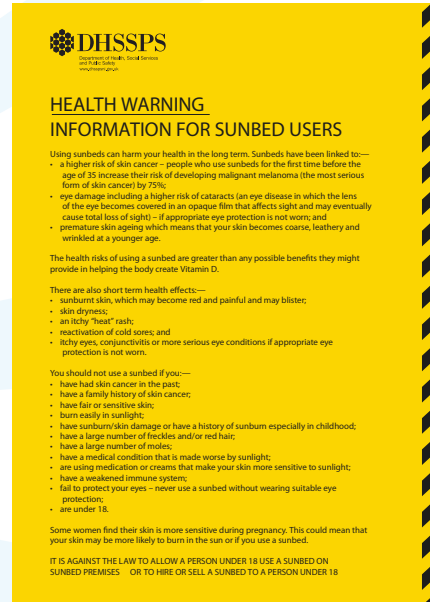 DHSSPS
Department of Health, Social Services
and Public Safety
www.dhsspsni.gov.uk
HEALTH WARNING
INFORMATION FOR SUNBED USERS
Using sunbeds can harm your health in the long term. Sunbeds have been linked to:—
• a higher risk of skin cancer – people who use sunbeds for the first time before the
age of 35 increase their risk of developing malignant melanoma (the most serious
form of skin cancer) by 75%;
• eye damage including a higher risk of cataracts (an eye disease in which the lens
of the eye becomes covered in an opaque film that affects sight and may eventually
cause total loss of sight) – if appropriate eye protection is not worn; and
• premature skin ageing which means that your skin becomes coarse, leathery and
wrinkled at a younger age.
The health risks of using a sunbed are greater than any possible benefits they might
provide in helping the body create Vitamin D.
There are also short term health effects:—
• sunburnt skin, which may become red and painful and may blister;
• skin dryness;
• an itchy “heat” rash;
• reactivation of cold sores; and
• itchy eyes, conjunctivitis or more serious eye conditions if appropriate eye
protection is not worn.
You should not use a sunbed if you:—
• have had skin cancer in the past;
• have a family history of skin cancer;
• have fair or sensitive skin;
• burn easily in sunlight;
• have sunburn/skin damage or have a history of sunburn especially in childhood;
• have a large number of freckles and/or red hair;
• have a large number of moles;
• have a medical condition that is made worse by sunlight;
• are using medication or creams that make your skin more sensitive to sunlight;
• have a weakened immune system;
• fail to protect your eyes – never use a sunbed without wearing suitable eye
protection;
• are under 18.
Some women find their skin is more sensitive during pregnancy. This could mean that
your skin may be more likely to burn in the sun or if you use a sunbed.
IT IS AGAINST THE LAW TO ALLOW A PERSON UNDER 18 USE A SUNBED ON
SUNBED PREMISES OR TO HIRE OR SELL A SUNBED TO A PERSON UNDER 18